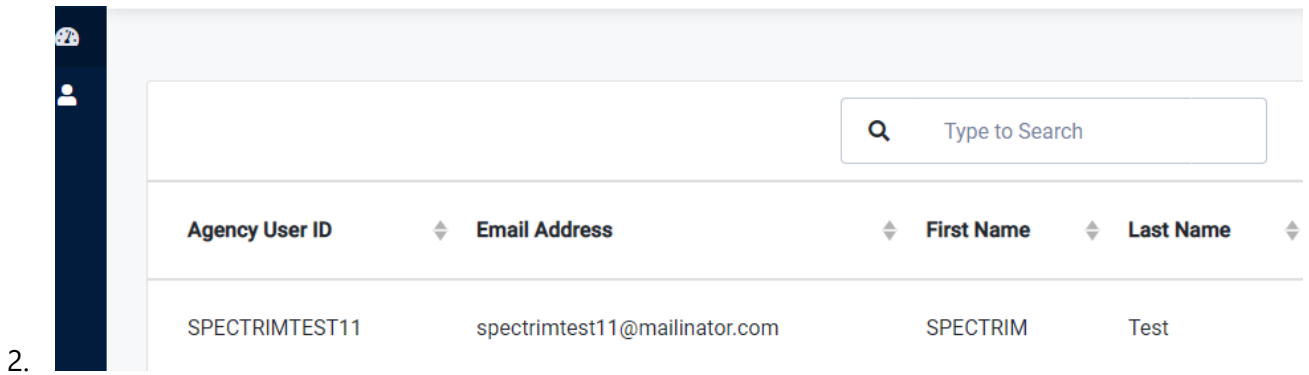 Type to Search
Agency User ID Email Address First Name Last Name
SPECTRIMTEST11 spectrimtest11@mailinator.com SPECTRIM Test
2.